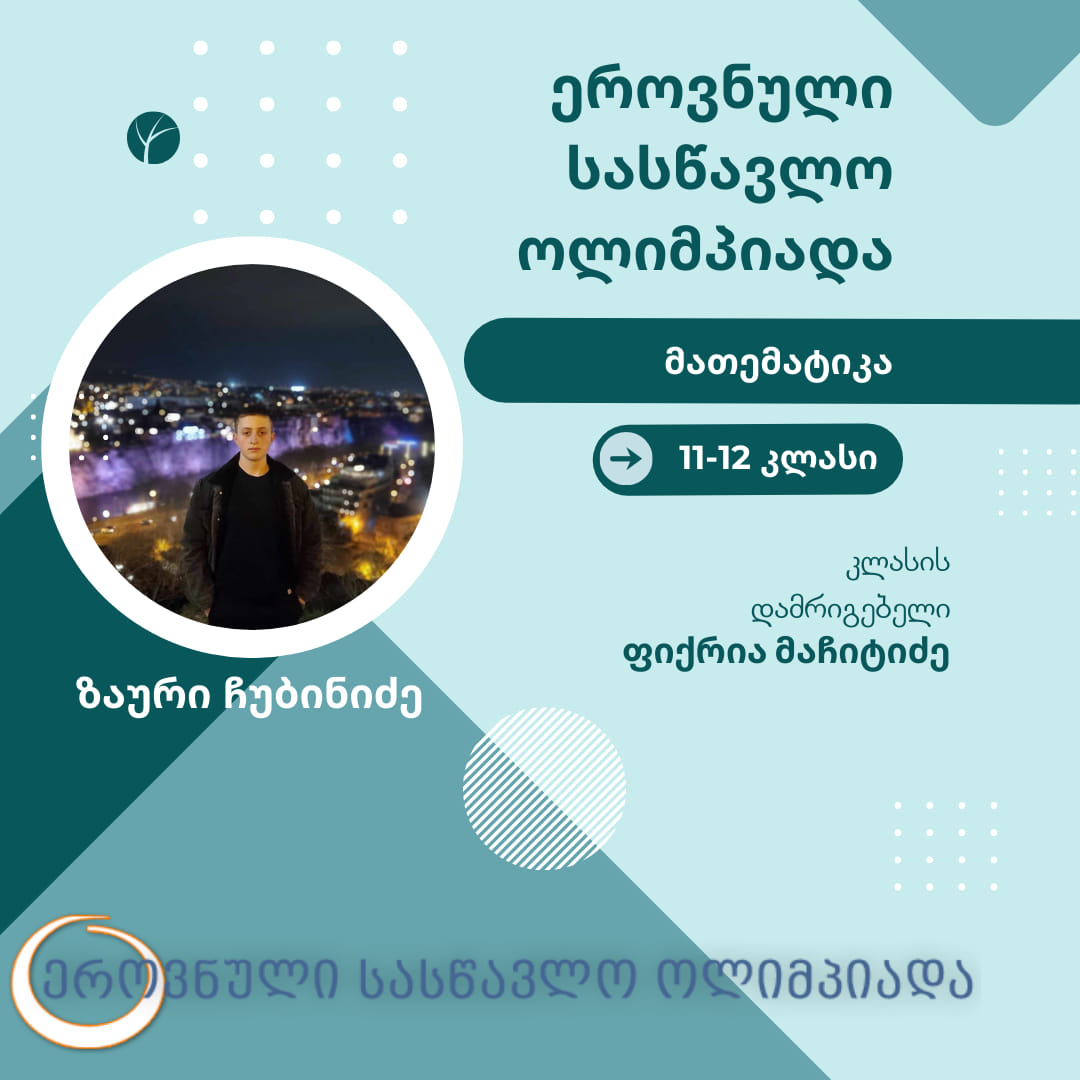 ეროვნული
სასწავლო
ოლიმპიადა
მათემატიკა
11-12 კლასი
კლასის
დამრიგებელი
ფიქრია მაჩიტიძე
ზაური ჩუბინიძე
ეროვნული სასწავლო ოლიმპიადა